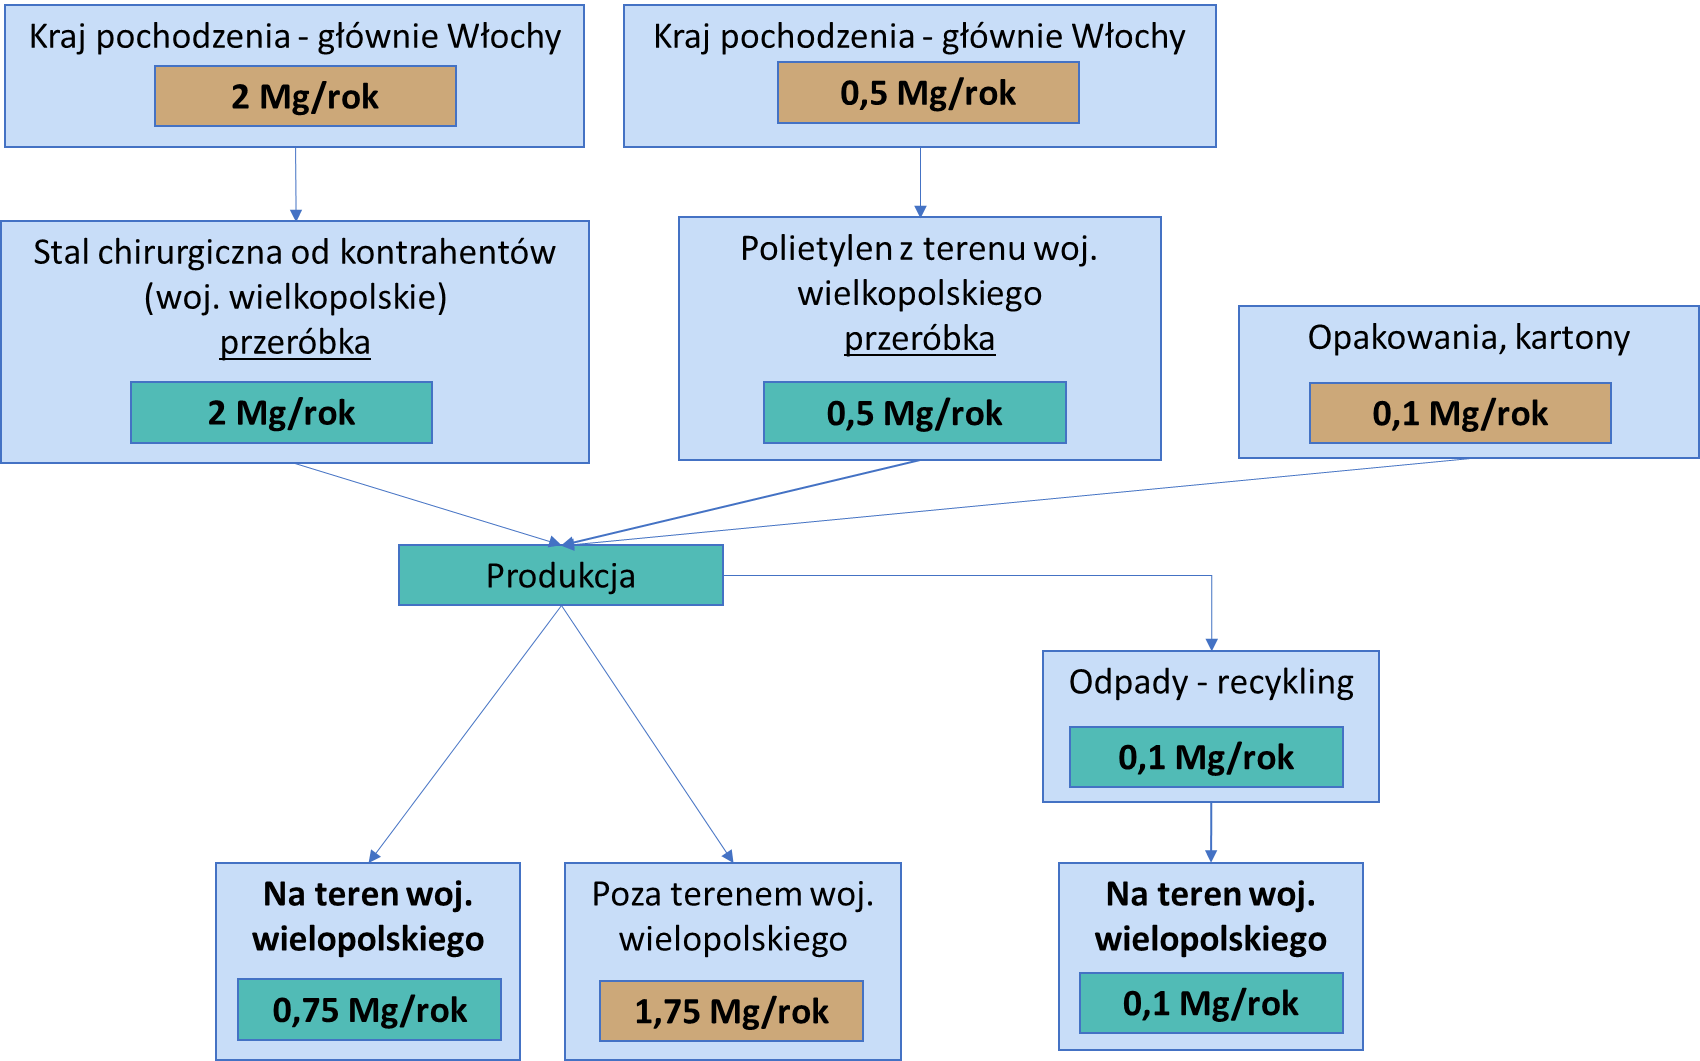 Kraj pochodzenia - głównie Włochy
2 Mg/rok
Kraj pochodzenia - głównie Włochy
0,5 Mg/rok
Stal chirurgiczna od kontrahentów
(woj. wielkopolskie)
przeróbka
2 Mg/rok
Polietylen z terenu woj.
wielkopolskiego
przeróbka
0,5 Mg/rok
Opakowania, kartony
0,1 Mg/rok
Produkcja
Odpady - recykling
0,1 Mg/rok
Na teren woj.
wielopolskiego
0,75 Mg/rok
Poza terenem woj.
wielopolskiego
1,75 Mg/rok
Na teren woj.
wielopolskiego
0,1 Mg/rok